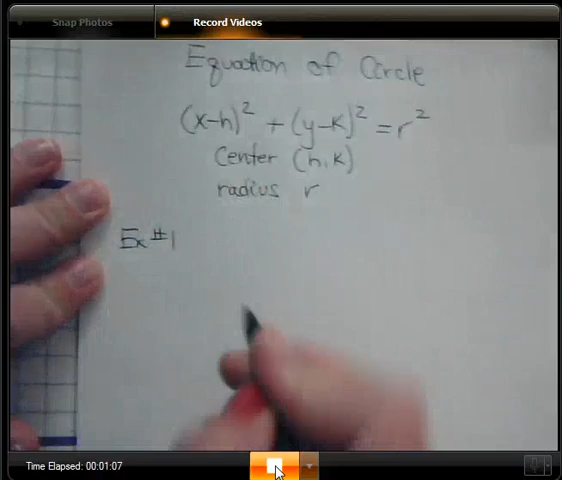 Snap Photos
Record Videos
Equation of Circle
(x-h)² + (y-k)² = r²
Center (h,k)
radius r
Ex #1
Time Elapsed: 00:01:07